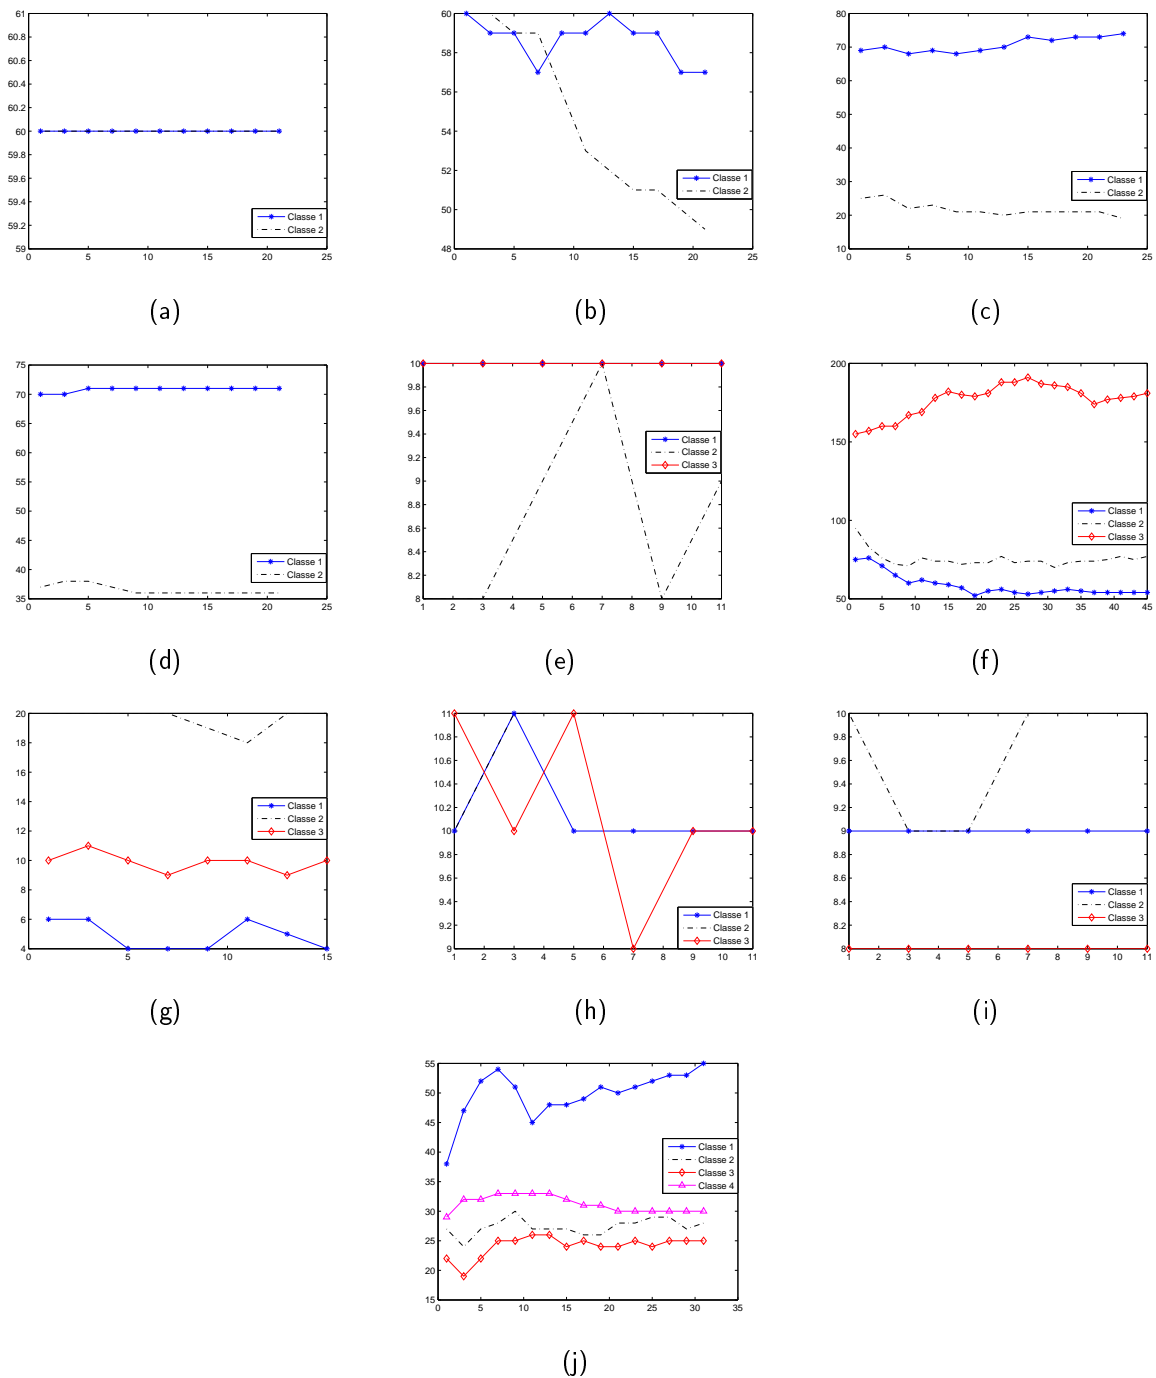 61
60.8
60.6
60.4
60.2
60
59.8
59.6
59.4
59.2
59
0 5 10 15 20 25
Classe 1
Classe 2
(a)
60
58
56
54
52
50
48
0 5 10 15 20 25
Classe 1
Classe 2
(b)
80
70
60
50
40
30
20
10
0 5 10 15 20 25
Classe 1
Classe 2
(c)
75
70
65
60
55
50
45
40
35
0 5 10 15 20 25
Classe 1
Classe 2
(d)
10
9.8
9.6
9.4
9.2
9
8.8
8.6
8.4
8.2
8
1 2 3 4 5 6 7 8 9 10 11
Classe 1
Classe 2
Classe 3
(e)
200
150
100
50
0 5 10 15 20 25 30 35 40 45
Classe 1
Classe 2
Classe 3
(f)
20
18
16
14
12
10
8
6
4
5 10 15
Classe 1
Classe 2
Classe 3
(g)
11
10.8
10.6
10.4
10.2
10
9.8
9.6
9.4
9.2
9
1 2 3 4 5 6 7 8 9 10 11
Classe 1
Classe 2
Classe 3
(h)
10
9.8
9.6
9.4
9.2
9
8.8
8.6
8.4
8.2
8
1 2 3 4 5 6 7 8 9 10 11
Classe 1
Classe 2
Classe 3
(i)
55
50
45
40
35
30
25
20
15
0 5 10 15 20 25 30 35
Classe 1
Classe 2
Classe 3
Classe 4
(j)